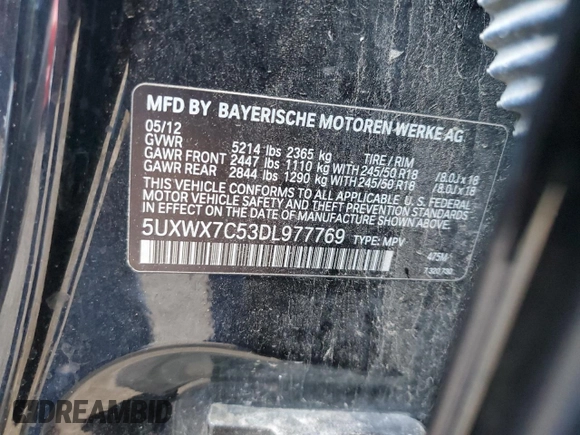 MFD BY BAYERISCHE MOTOREN WERKE AG
05/12
GVWR 5214 lbs 2365 kg TIRE / RIM
GAWR FRONT 2447 lbs 1110 kg WITH 245/50 R18 /8.0J x 18
GAWR REAR 2844 lbs 1290 kg WITH 245/50 R18 /8.0J x 18
THIS VEHICLE CONFORMS TO ALL APPLICABLE U. S. FEDERAL
MOTOR VEHICLE SAFETY AND THEFT PREVENTION STANDARDS
IN EFFECT ON THE DATE OF MANUFACTURE SHOWN ABOVE.
5UXWX7C53DL977769 TYPE: MPV
475M
DREAMBID